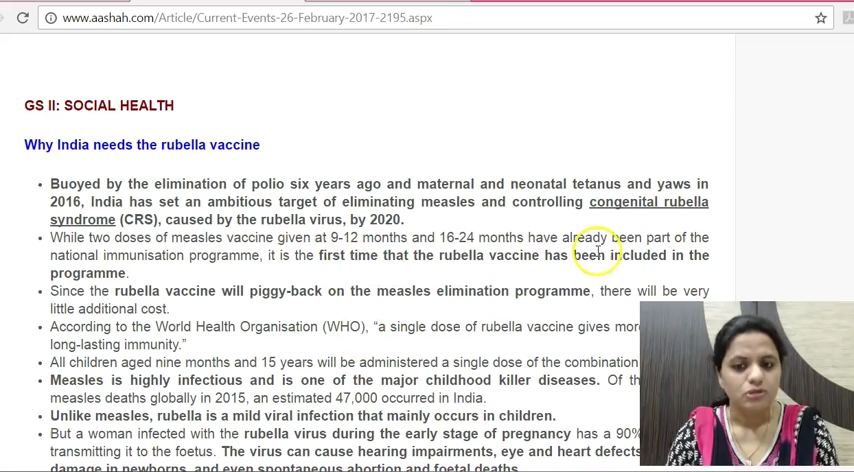 www.aashah.com/Article/Current-Events-26-February-2017-2195.aspx
GS II: SOCIAL HEALTH
Why India needs the rubella vaccine
• Buoyed by the elimination of polio six years ago and maternal and neonatal tetanus and yaws in
2016, India has set an ambitious target of eliminating measles and controlling congenital rubella
syndrome (CRS), caused by the rubella virus, by 2020.
• While two doses of measles vaccine given at 9-12 months and 16-24 months have already been part of the
national immunisation programme, it is the first time that the rubella vaccine has been included in the
programme.
• Since the rubella vaccine will piggy-back on the measles elimination programme, there will be very
little additional cost.
• According to the World Health Organisation (WHO), “a single dose of rubella vaccine gives more
long-lasting immunity.”
• All children aged nine months and 15 years will be administered a single dose of the combination
• Measles is highly infectious and is one of the major childhood killer diseases. Of th
measles deaths globally in 2015, an estimated 47,000 occurred in India.
• Unlike measles, rubella is a mild viral infection that mainly occurs in children.
• But a woman infected with the rubella virus during the early stage of pregnancy has a 90%
transmitting it to the foetus. The virus can cause hearing impairments, eye and heart defects
damage in newborns, and even spontaneous abortion and foetal deaths.